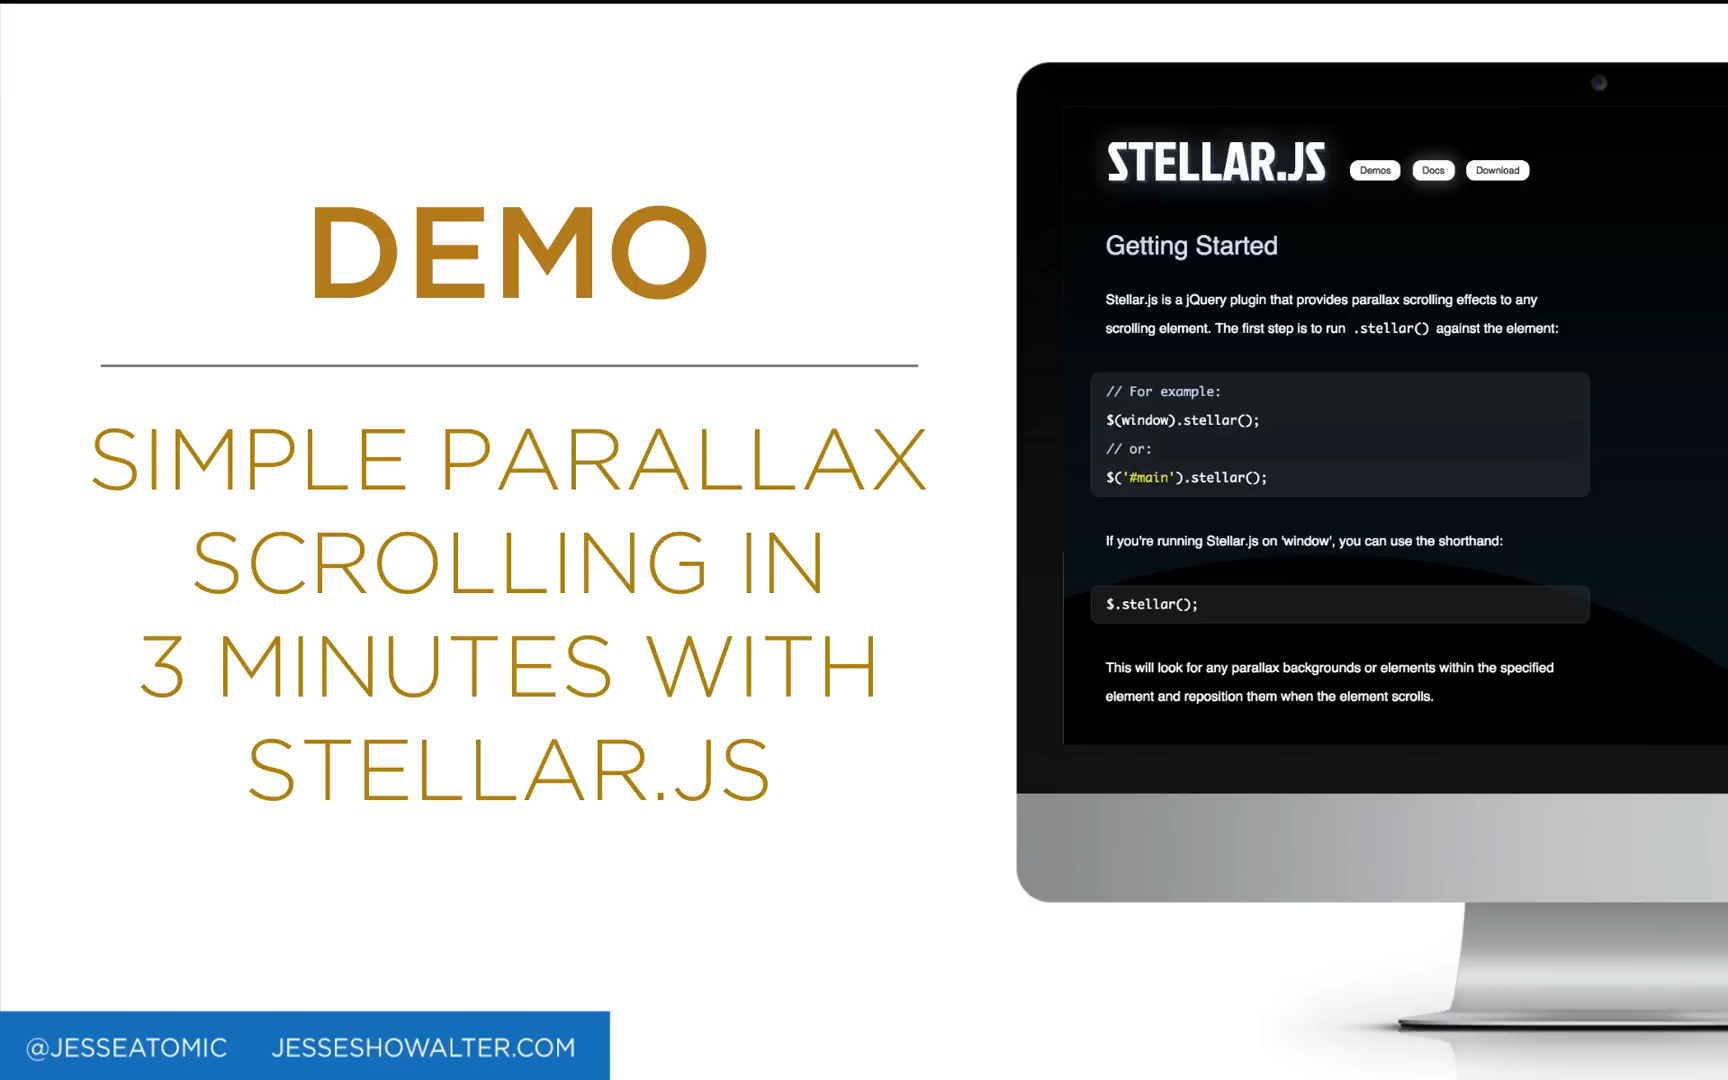 DEMO
SIMPLE PARALLAX
SCROLLING IN
3 MINUTES WITH
STELLAR.JS
@JESSEATOMIC JESSESHOWALTER.COM
STELLAR.JS Demos Docs Download
Getting Started
Stellar.js is a jQuery plugin that provides parallax scrolling effects to any
scrolling element. The first step is to run .stellar() against the element:
// For example:
$(window).stellar();
// or:
$('#main').stellar();
If you're running Stellar.js on 'window', you can use the shorthand:
$.stellar();
This will look for any parallax backgrounds or elements within the specified
element and reposition them when the element scrolls.